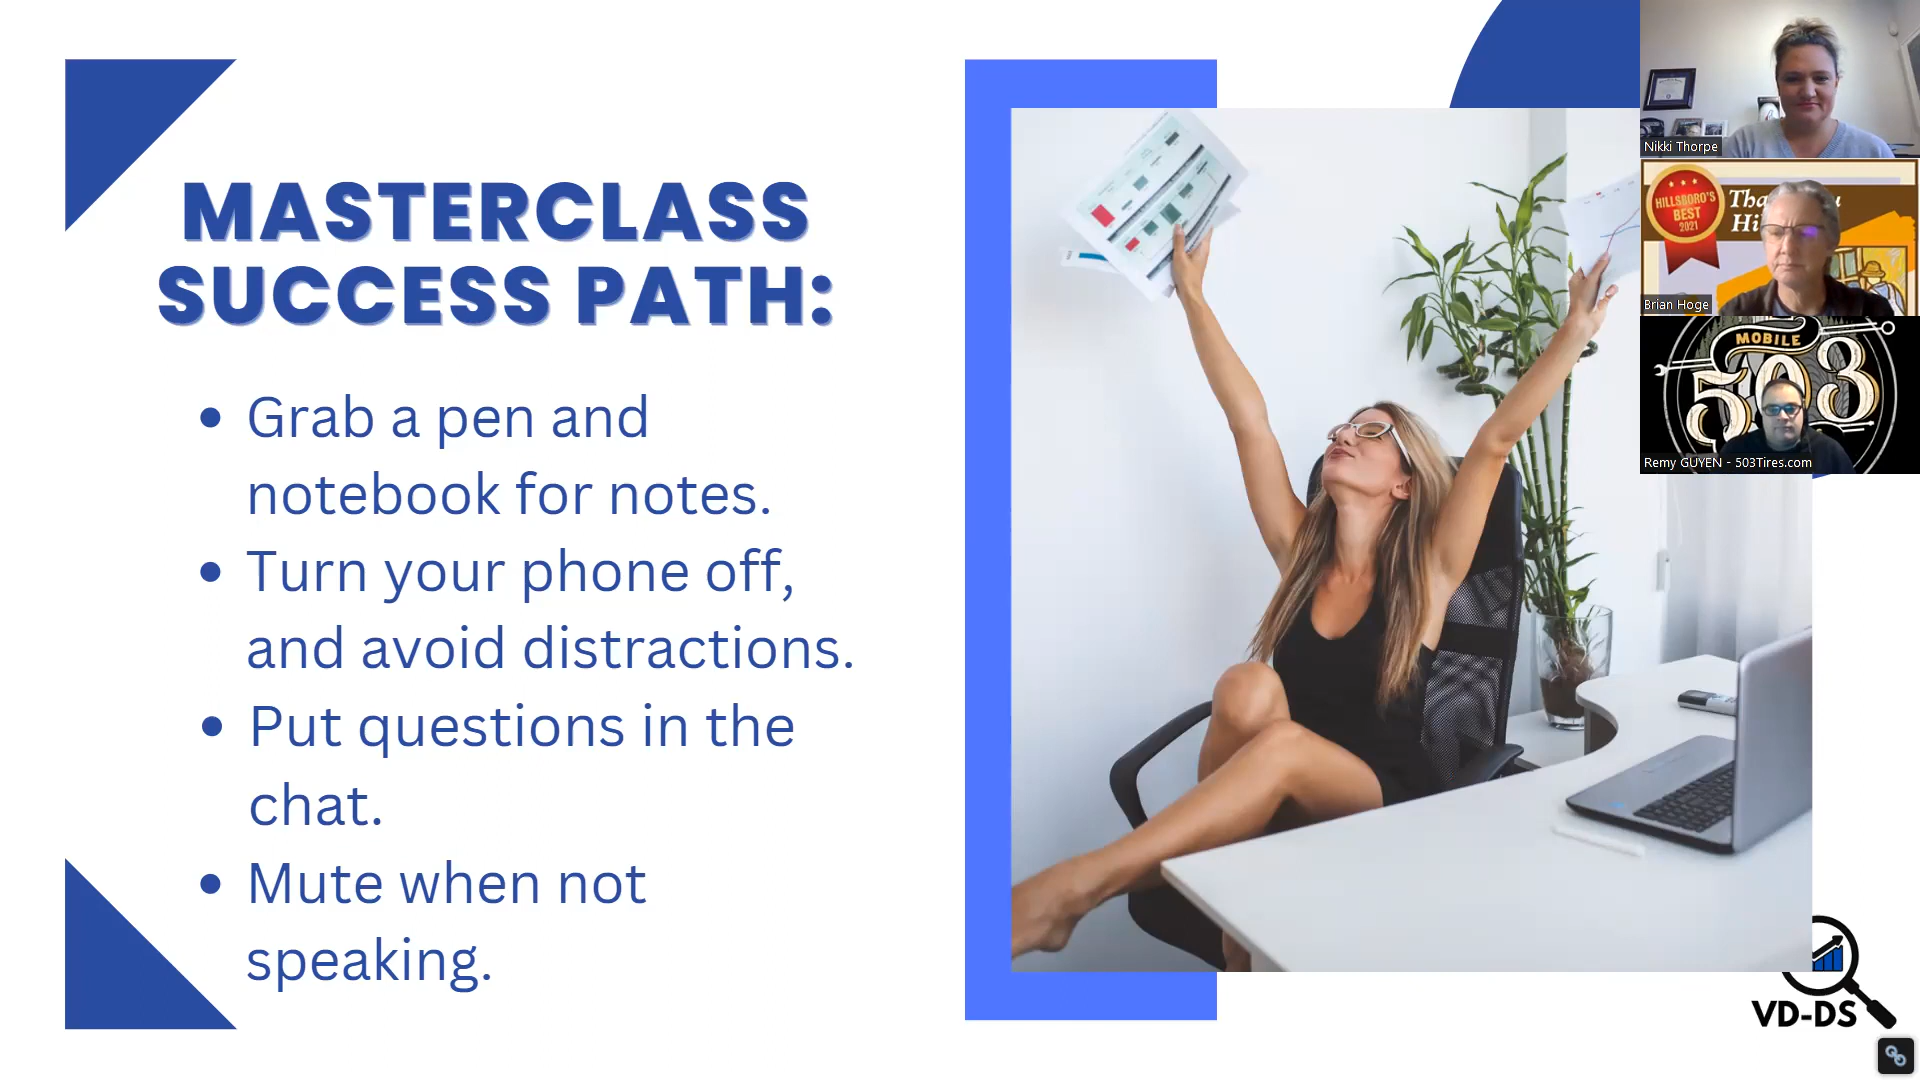 MASTERCLASS
SUCCESS PATH:
• Grab a pen and
notebook for notes.
• Turn your phone off,
and avoid distractions.
• Put questions in the
chat.
• Mute when not
speaking.
Nikki Thorpe
HILLSBORO'S
BEST
2021
Brian Hoge
MOBILE
503
Remy GUYEN - 503Tires.com
VD-DS